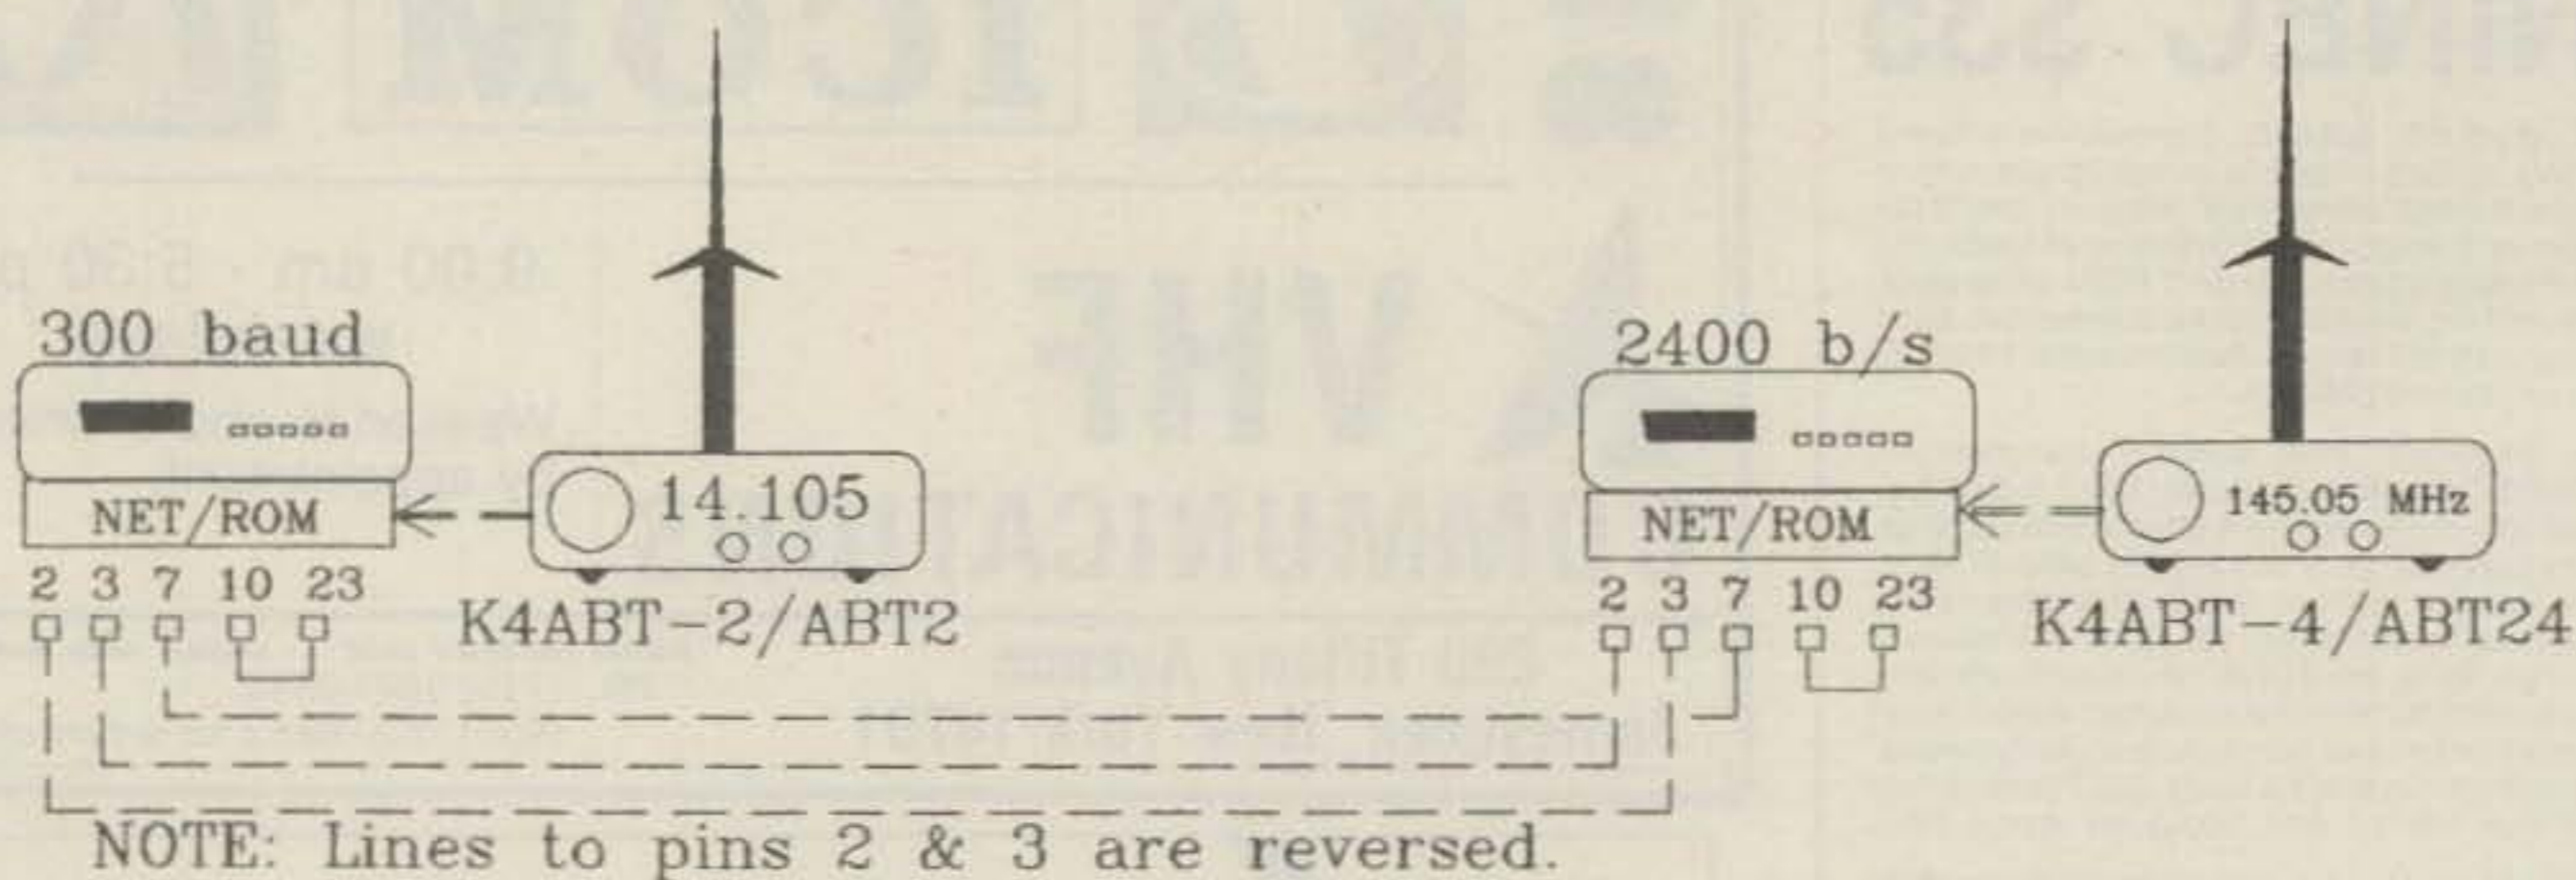 300 baud
NET/ROM
2 3 7 10 23
14.105
K4ABT-2/ABT2
2400 b/s
NET/ROM
2 3 7 10 23
145.05 MHz
K4ABT-4/ABT24
NOTE: Lines to pins 2 & 3 are reversed.